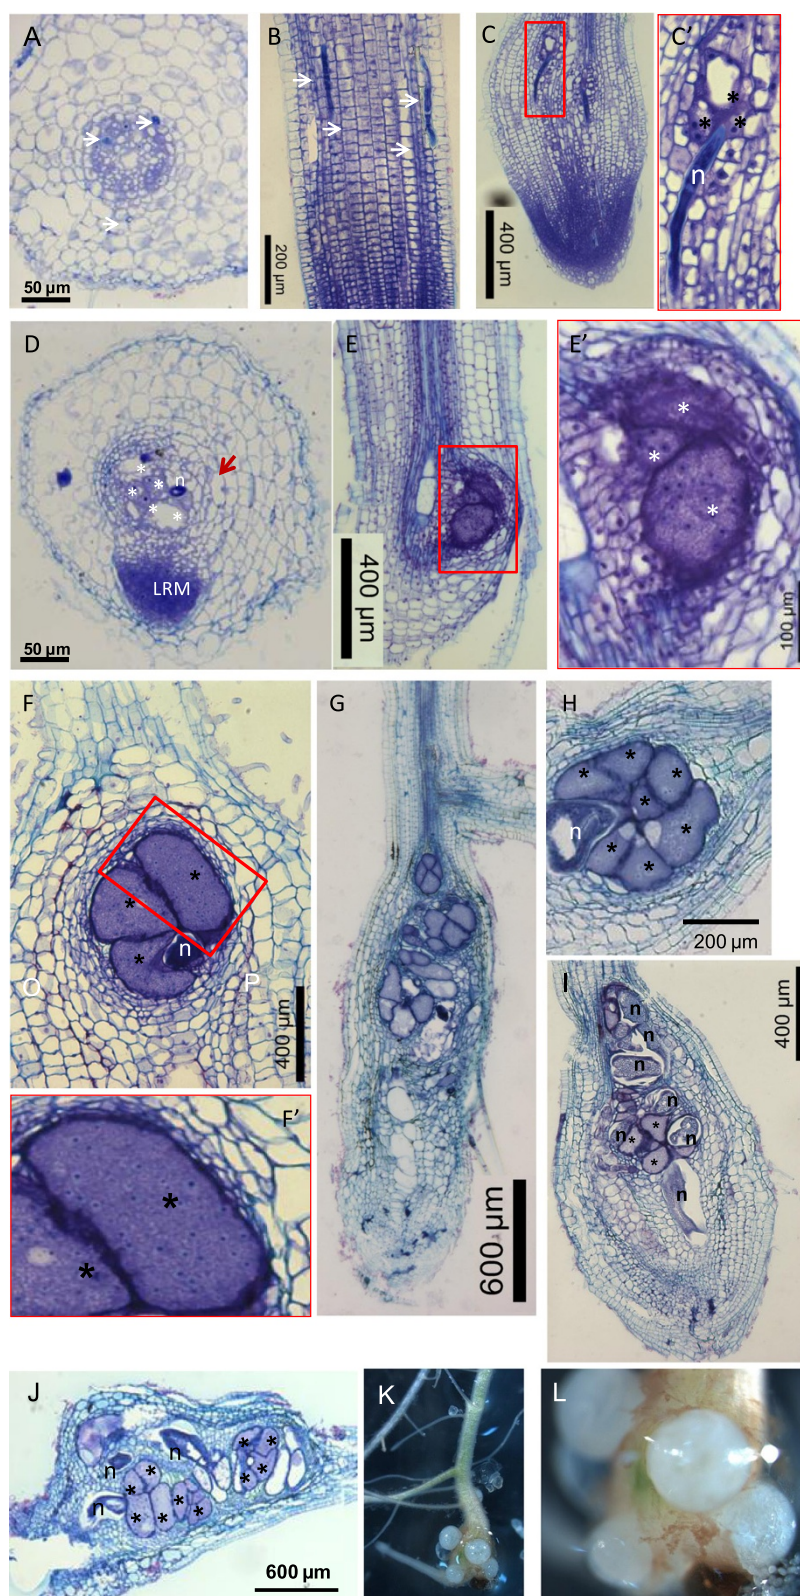 A
50 µm
B
200 µm
C
400 µm
C’
*
* *
n
D
*
* * n
* *
LRM
50 µm
E
400 µm
E’
*
*
*
100 µm
F
*
*
*
n
O
P
400 µm
F’
*
*
G
600 µm
H
* * *
*
*
* *
n
200 µm
I
n
n
n
n
n * * n
*
n
400 µm
J
n
n
n
* *
* *
* *
* * * *
600 µm
K
L